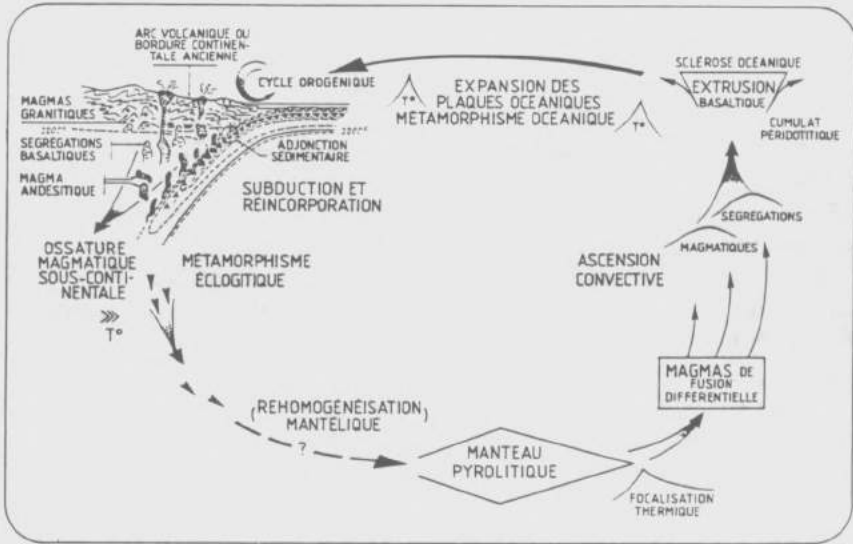 ARC VOLCANIQUE OU
BORDURE CONTINEN-
TALE ANCIENNE
CYCLE OROGÉNIQUE
MAGMAS
GRANITIQUES
SÉGRÉGATIONS
BASALTIQUES
MAGMA
ANDÉSITIQUE
ADJONCTION
SÉDIMENTAIRE
SUBDUCTION ET
RÉINCORPORATION
OSSATURE
MAGMATIQUE
SOUS-CONTI-
NENTALE
T°
MÉTAMORPHISME
ÉCLOGITIQUE
(REHOMOGÉNÉISATION)
MANTÉLIQUE
?
MANTEAU
PYROLITIQUE
FOCALISATION
THERMIQUE
MAGMAS DE
FUSION
DIFFÉRENTIELLE
ASCENSION
CONVECTIVE
SÉGRÉGATIONS
MAGMATIQUES
SCLÉROSE OCÉANIQUE
EXTRUSION
BASALTIQUE
CUMULAT
PÉRIDOTITIQUE
T°
EXPANSION DES
PLAQUES OCÉANIQUES
MÉTAMORPHISME OCÉANIQUE
T°